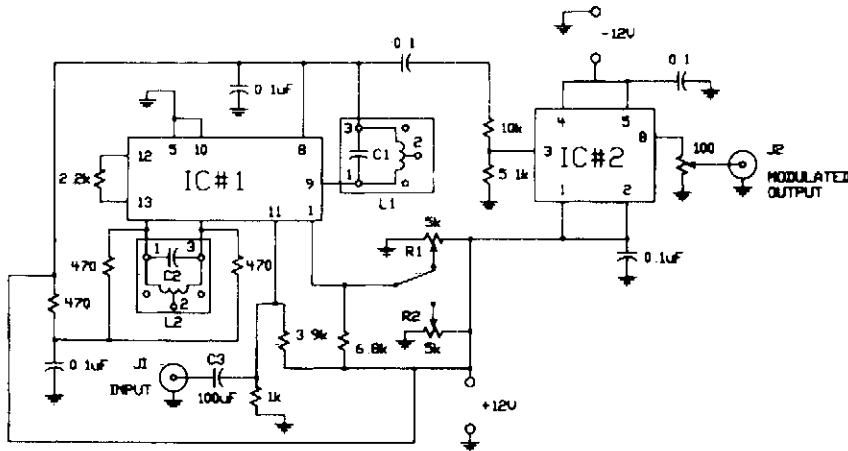 -12V
0 1
0 1
0 1uF
3
2
C1
1
L1
10k
5 1k
4
5
3
IC#2
8
1
2
100
J2
MODULATED
OUTPUT
12
5
10
8
2 2k
IC#1
9
13
11
1
5k
R1
0.1uF
470
1
3
C2
2
L2
470
470
3 9k
6.8k
R2
5k
0 1uF
J1
INPUT
C3
100uF
1k
+12V